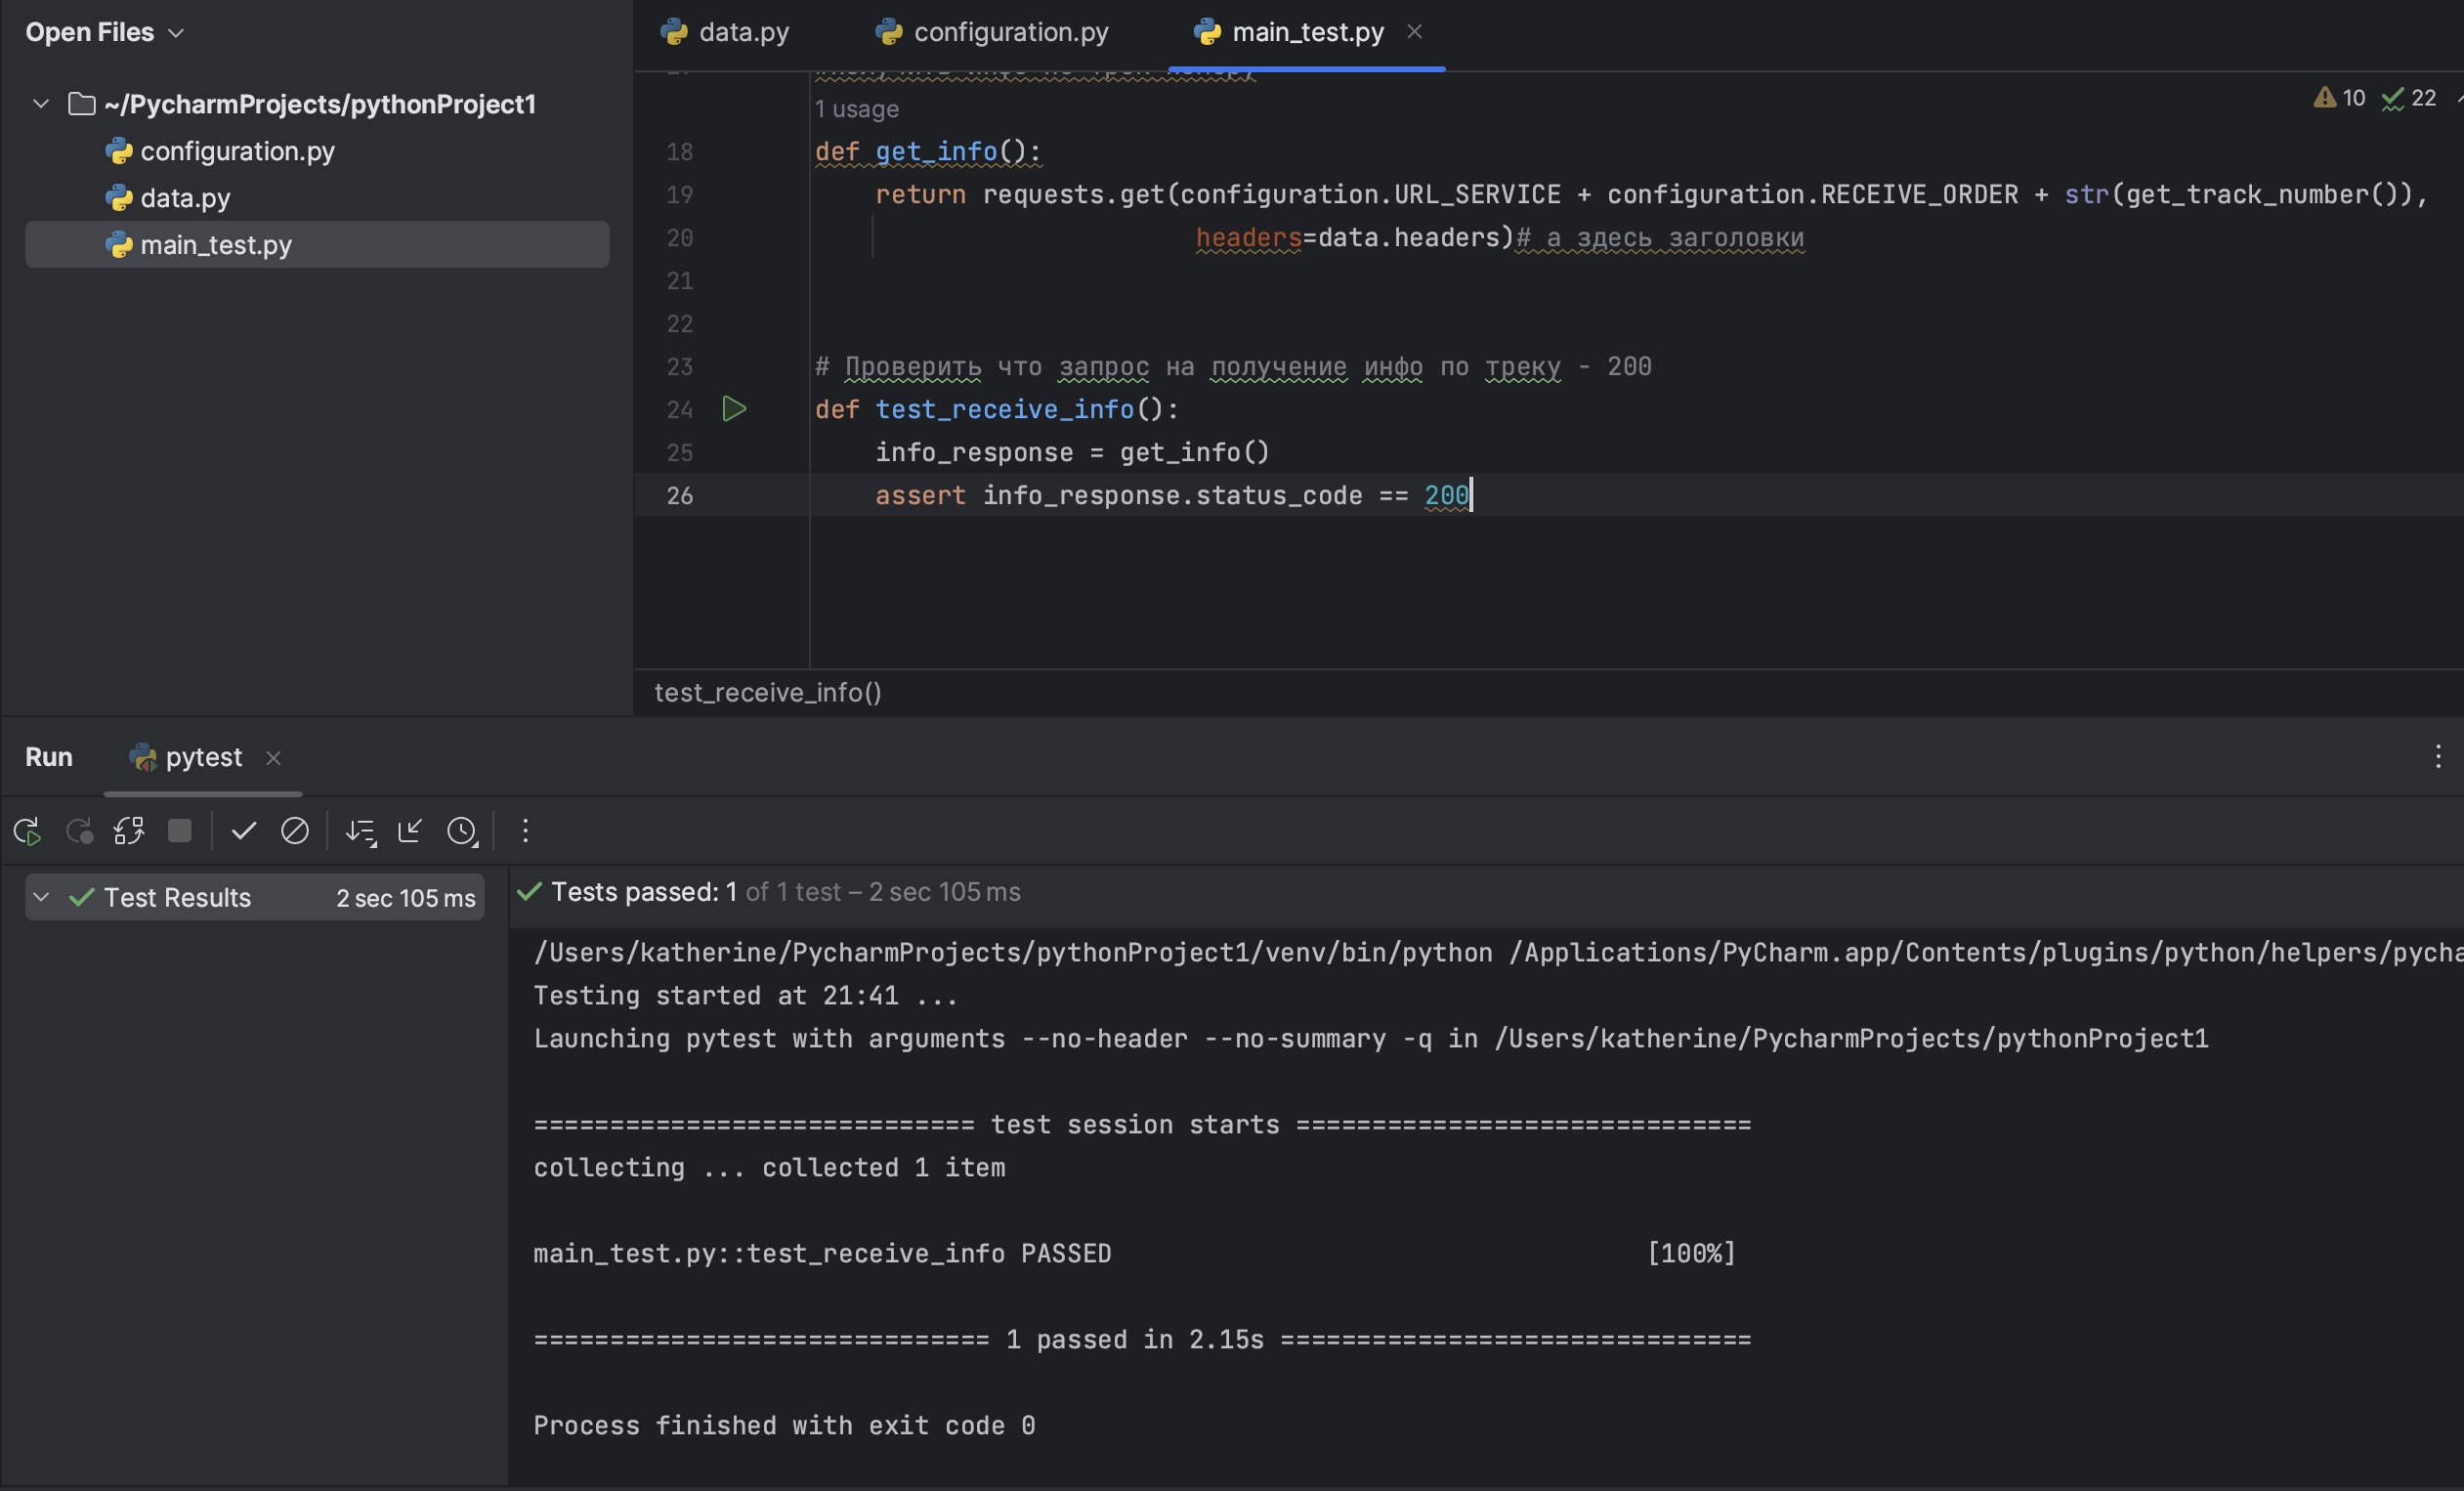 Open Files
data.py
configuration.py
main_test.py
~/PycharmProjects/pythonProject1
configuration.py
data.py
main_test.py
1 usage
10
22
18 def get_info():
19 return requests.get(configuration.URL_SERVICE + configuration.RECEIVE_ORDER + str(get_track_number()),
20 headers=data.headers)# а здесь заголовки
21
22
23 # Проверить что запрос на получение инфо по треку - 200
24 def test_receive_info():
25 info_response = get_info()
26 assert info_response.status_code == 200
test_receive_info()
Run
pytest
Test Results 2 sec 105 ms
Tests passed: 1 of 1 test – 2 sec 105 ms
/Users/katherine/PycharmProjects/pythonProject1/venv/bin/python /Applications/PyCharm.app/Contents/plugins/python/helpers/pycha
Testing started at 21:41 ...
Launching pytest with arguments --no-header --no-summary -q in /Users/katherine/PycharmProjects/pythonProject1
============================= test session starts ==============================
collecting ... collected 1 item
main_test.py::test_receive_info PASSED [100%]
============================== 1 passed in 2.15s ===============================
Process finished with exit code 0